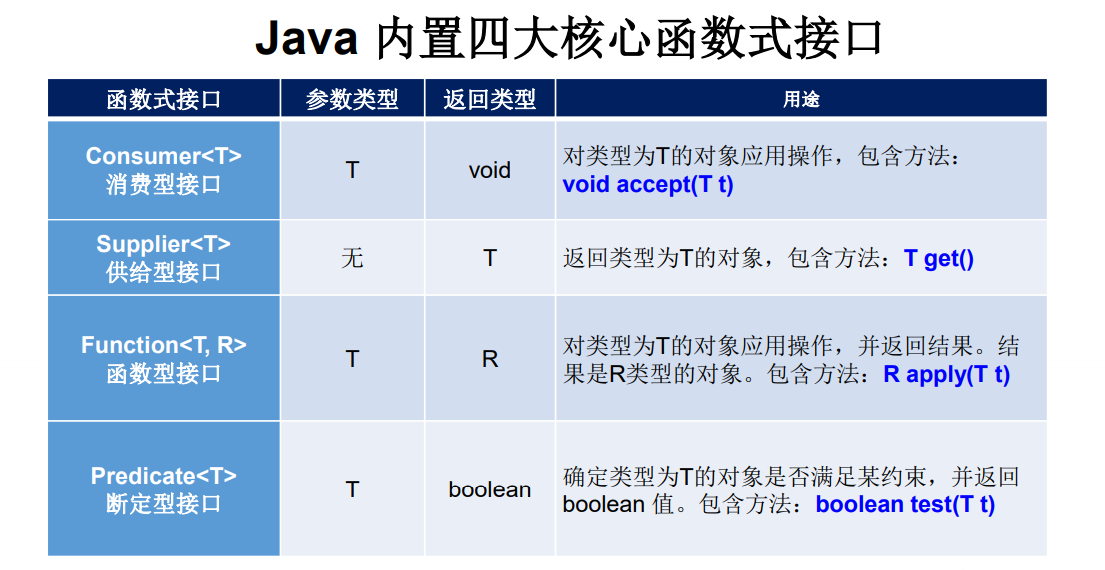 Java 内置四大核心函数式接口
函数式接口 参数类型 返回类型 用途
Consumer<T>
消费型接口
T
void
对类型为T的对象应用操作，包含方法：
void accept(T t)
Supplier<T>
供给型接口
无
T
返回类型为T的对象，包含方法：T get()
Function<T, R>
函数型接口
T
R
对类型为T的对象应用操作，并返回结果。结
果是R类型的对象。包含方法：R apply(T t)
Predicate<T>
断定型接口
T
boolean
确定类型为T的对象是否满足某约束，并返回
boolean 值。包含方法：boolean test(T t)